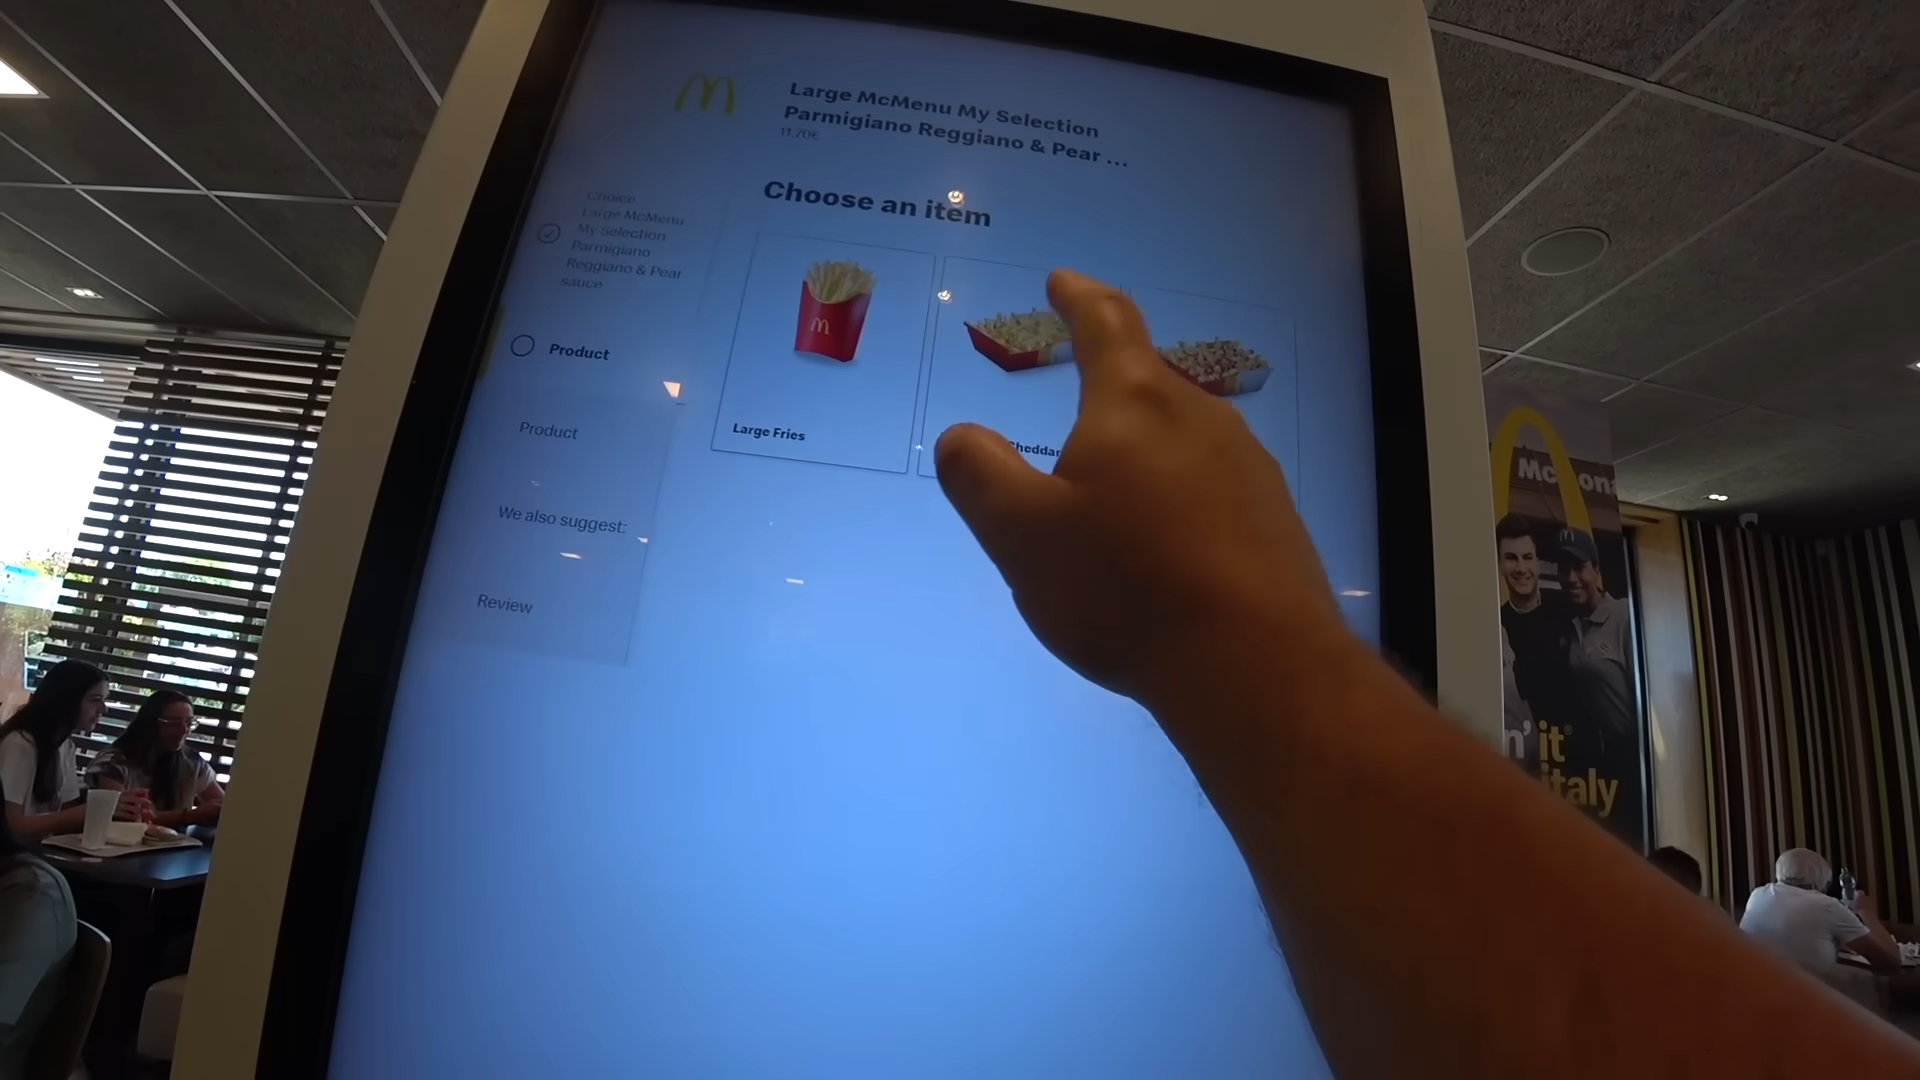 Large McMenu My Selection
Parmigiano Reggiano & Pear ...
11.70€
Choose an item
Choice
Large McMenu
My Selection
Parmigiano
Reggiano & Pear
sauce
Product
Product
We also suggest:
Review
Large Fries
Cheddar
McDona
n' it
italy